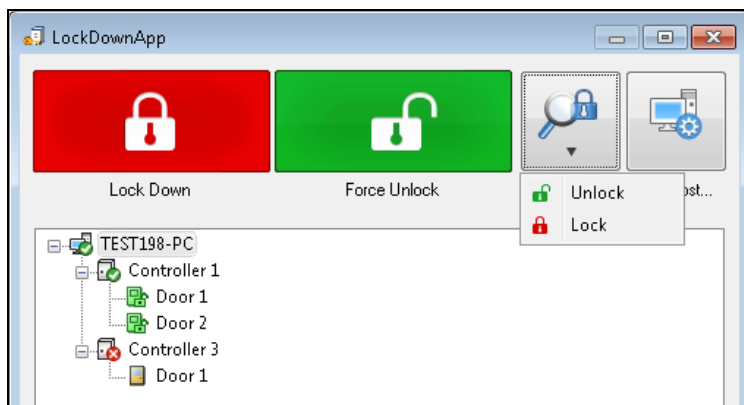 LockDownApp
Lock Down
Force Unlock
ost...
Unlock
Lock
TEST198-PC
Controller 1
Door 1
Door 2
Controller 3
Door 1